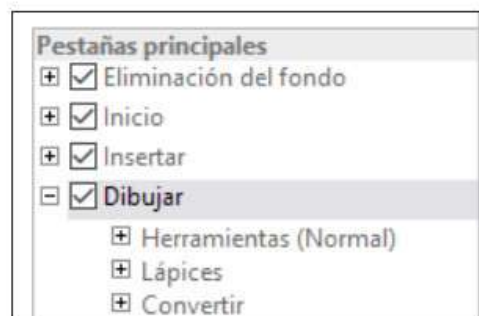 Pestañas principales
Eliminación del fondo
Inicio
Insertar
Dibujar
Herramientas (Normal)
Lápices
Convertir